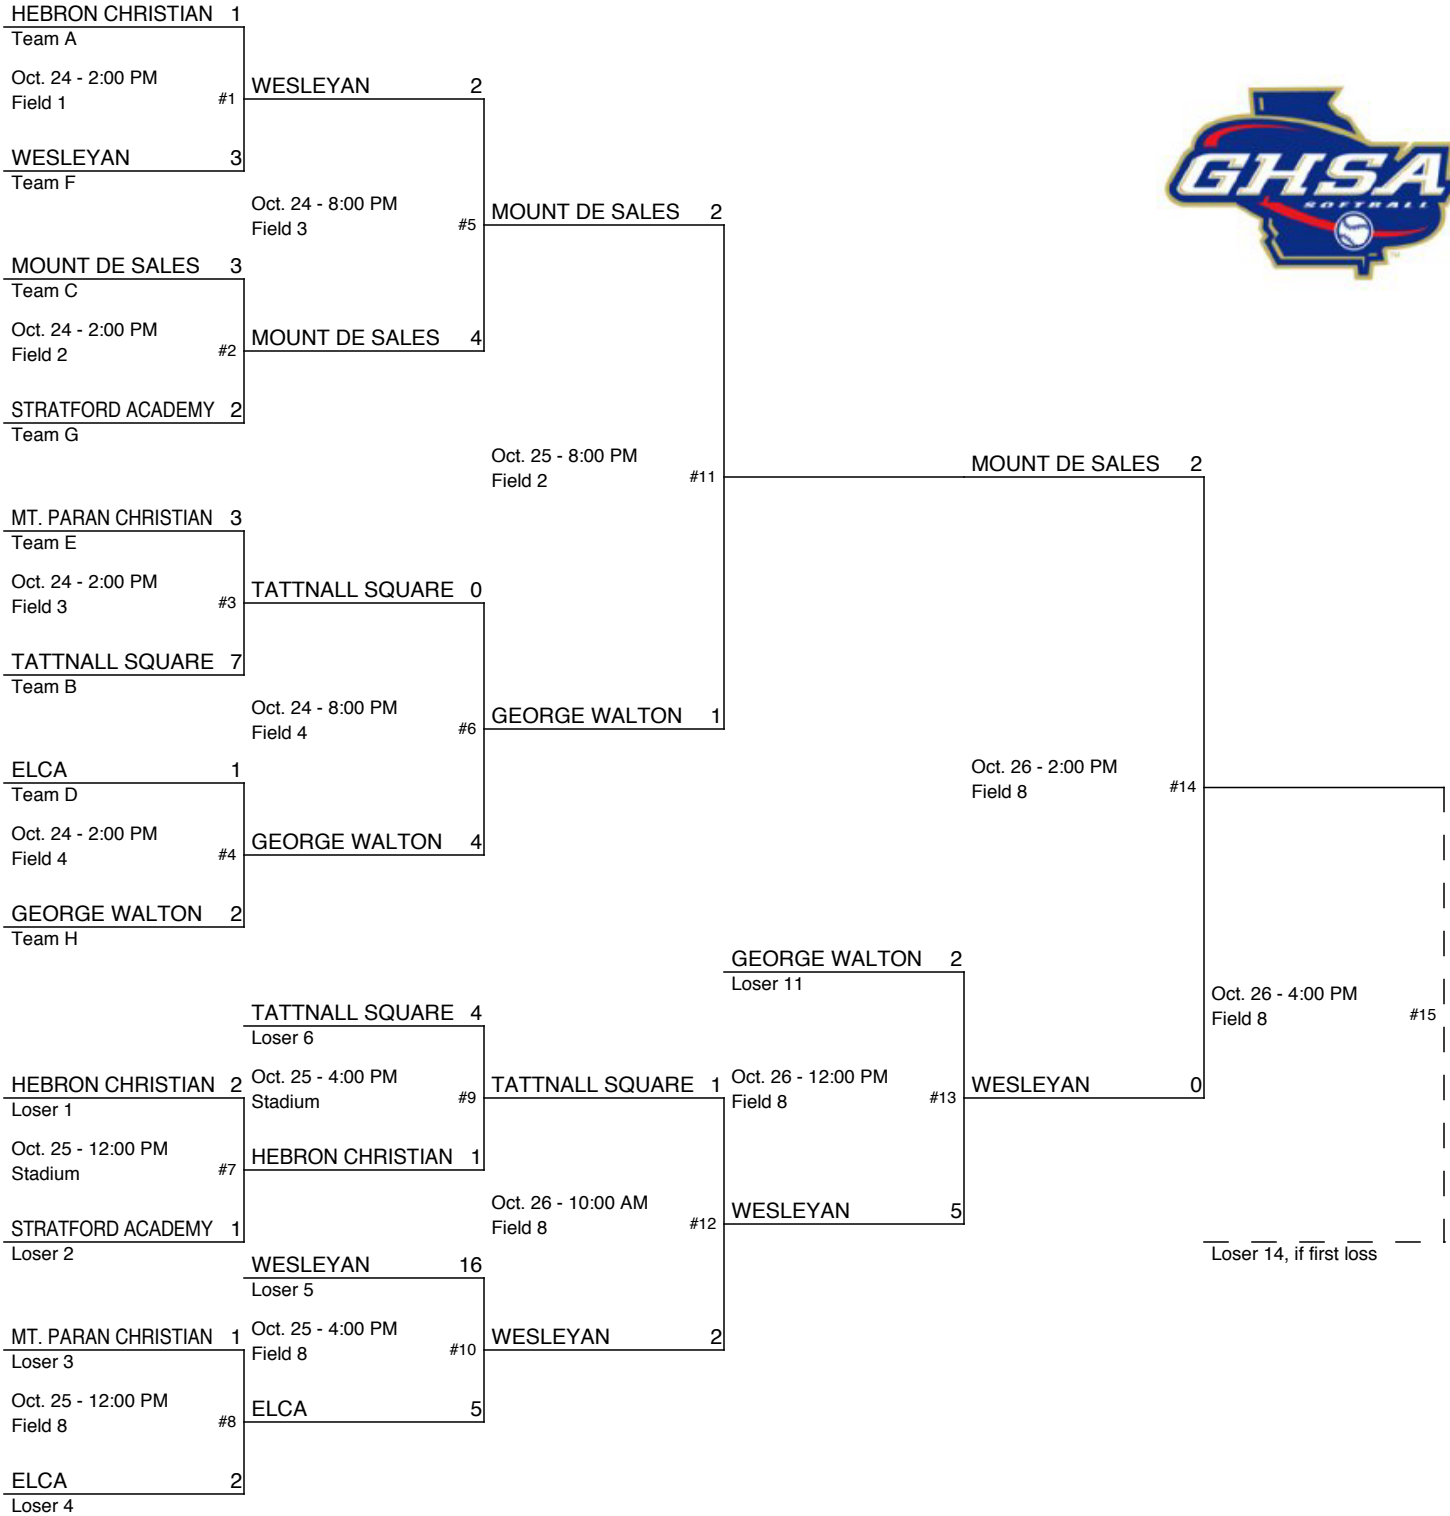 HEBRON CHRISTIAN 1
Team A
Oct. 24 - 2:00 PM
Field 1
#1
WESLEYAN 3
Team F
WESLEYAN 2
Oct. 24 - 8:00 PM
Field 3
#5
MOUNT DE SALES 3
Team C
Oct. 24 - 2:00 PM
Field 2
#2
STRATFORD ACADEMY 2
Team G
MOUNT DE SALES 4
MOUNT DE SALES 2
Oct. 25 - 8:00 PM
Field 2
#11
MT. PARAN CHRISTIAN 3
Team E
Oct. 24 - 2:00 PM
Field 3
#3
TATTNALL SQUARE 7
Team B
TATTNALL SQUARE 0
Oct. 24 - 8:00 PM
Field 4
#6
GEORGE WALTON 1
ELCA 1
Team D
Oct. 24 - 2:00 PM
Field 4
#4
GEORGE WALTON 2
Team H
GEORGE WALTON 4
GHSA
SOFTBALL
TM
MOUNT DE SALES 2
Oct. 26 - 2:00 PM
Field 8
#14
HEBRON CHRISTIAN 2
Loser 1
Oct. 25 - 12:00 PM
Stadium
#7
STRATFORD ACADEMY 1
Loser 2
TATTNALL SQUARE 4
Loser 6
Oct. 25 - 4:00 PM
Stadium
#9
HEBRON CHRISTIAN 1
MT. PARAN CHRISTIAN 1
Loser 3
Oct. 25 - 12:00 PM
Field 8
#8
ELCA 2
Loser 4
WESLEYAN 16
Loser 5
Oct. 25 - 4:00 PM
Field 8
#10
ELCA 5
TATTNALL SQUARE 1
Oct. 26 - 10:00 AM
Field 8
#12
WESLEYAN 2
GEORGE WALTON 2
Loser 11
Oct. 26 - 12:00 PM
Field 8
#13
WESLEYAN 5
WESLEYAN 0
Oct. 26 - 4:00 PM
Field 8
#15
Loser 14, if first loss